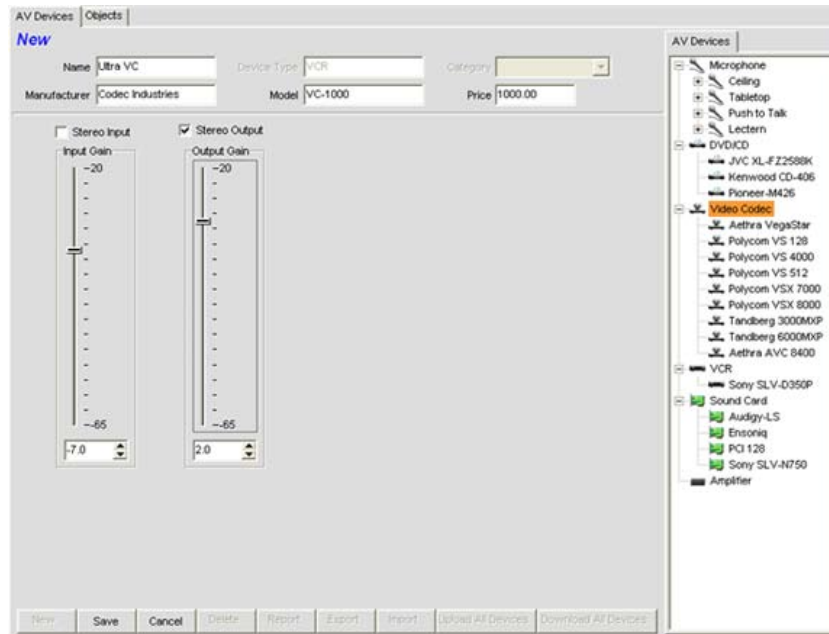 AV Devices Objects
New
Name Ultra VC Device Type VCR Category
Manufacturer Codec Industries Model VC-1000 Price 1000.00
Stereo Input Stereo Output
Input Gain Output Gain
-20 -20
-65 -65
-7.0 2.0
New Save Cancel Delete Report Export Import Upload All Devices Download All Devices
AV Devices
Microphone
Ceiling
Tabletop
Push to Talk
Lectern
DVD/CD
JVC XL-FZ258BK
Kenwood CD-406
Pioneer-M426
Video Codec
Aethra VegaStar
Polycom VS 128
Polycom VS 4000
Polycom VS 512
Polycom VSX 7000
Polycom VSX 8000
Tandberg 3000MXP
Tandberg 6000MXP
Aethra AVC 8400
VCR
Sony SLV-D350P
Sound Card
Audigy-LS
Ensoniq
PCI 128
Sony SLV-N750
Amplifier